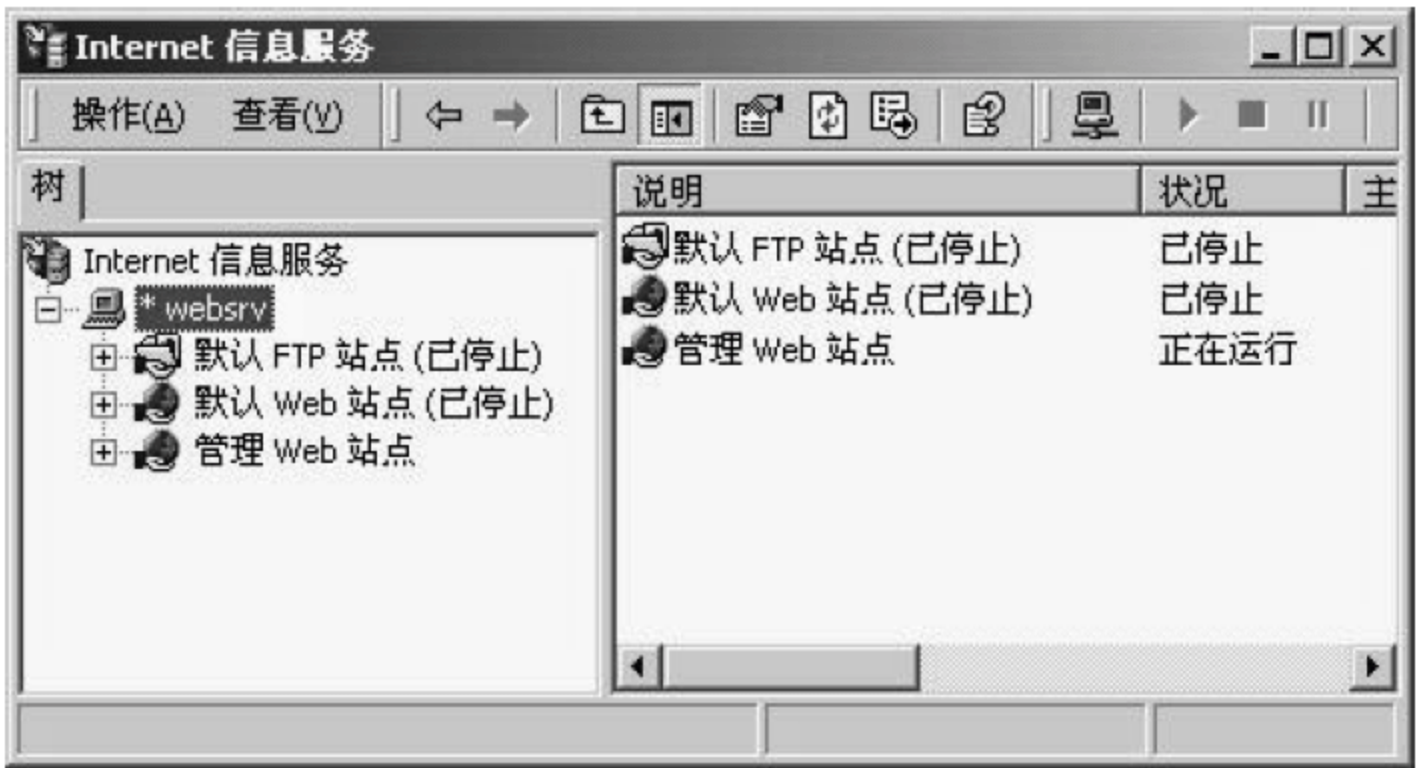 Internet 信息服务
操作(A) 查看(V)
树
说明 状况 主
Internet 信息服务
* websrv
默认 FTP 站点 (已停止)
默认 Web 站点 (已停止)
管理 Web 站点
默认 FTP 站点 (已停止) 已停止
默认 Web 站点 (已停止) 已停止
管理 Web 站点 正在运行